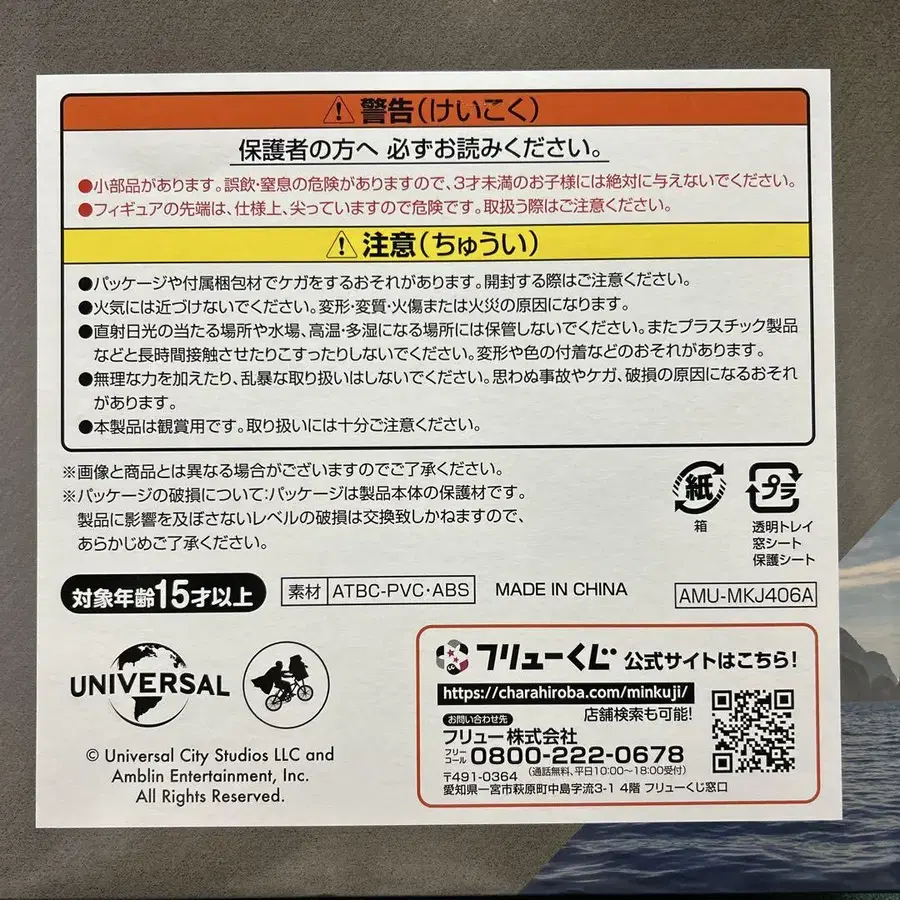 警告(けいこく)
保護者の方へ 必ずお読みください。
●小部品があります。誤飲・窒息の危険がありますので、3才未満のお子様には絶対に与えないでください。
●フィギュアの先端は、仕様上、尖っていますので危険です。取扱う際はご注意ください。
注意(ちゅうい)
●パッケージや付属梱包材でケガをするおそれがあります。開封する際はご注意ください。
●火気には近づけないでください。変形・変質・火傷または火災の原因になります。
●直射日光の当たる場所や水場、高温・多湿になる場所には保管しないでください。またプラスチック製品
などと長時間接触させたりこすったりしないでください。変形や色の付着などのおそれがあります。
●無理な力を加えたり、乱暴な取り扱いはしないでください。思わぬ事故やケガ、破損の原因になるおそれ
があります。
●本製品は観賞用です。取り扱いには十分ご注意ください。
※画像と商品とは異なる場合がございますのでご了承ください。
※パッケージの破損について:パッケージは製品本体の保護材です。
製品に影響を及ぼさないレベルの破損は交換致しかねますので、
あらかじめご了承ください。
紙
箱
プラ
透明トレイ
窓シート
保護シート
対象年齢15才以上
素材 ATBC-PVC・ABS
MADE IN CHINA
AMU-MKJ406A
UNIVERSAL
© Universal City Studios LLC and
Amblin Entertainment, Inc.
All Rights Reserved.
フリューくじ 公式サイトはこちら!
https://charahiroba.com/minkuji/
店舗検索も可能!
お問い合わせ先
フリュー株式会社
フリーコール 0800-222-0678
(通話無料、平日10:00〜18:00受付)
〒491-0364
愛知県一宮市萩原町中島字流3-1 4階 フリューくじ窓口